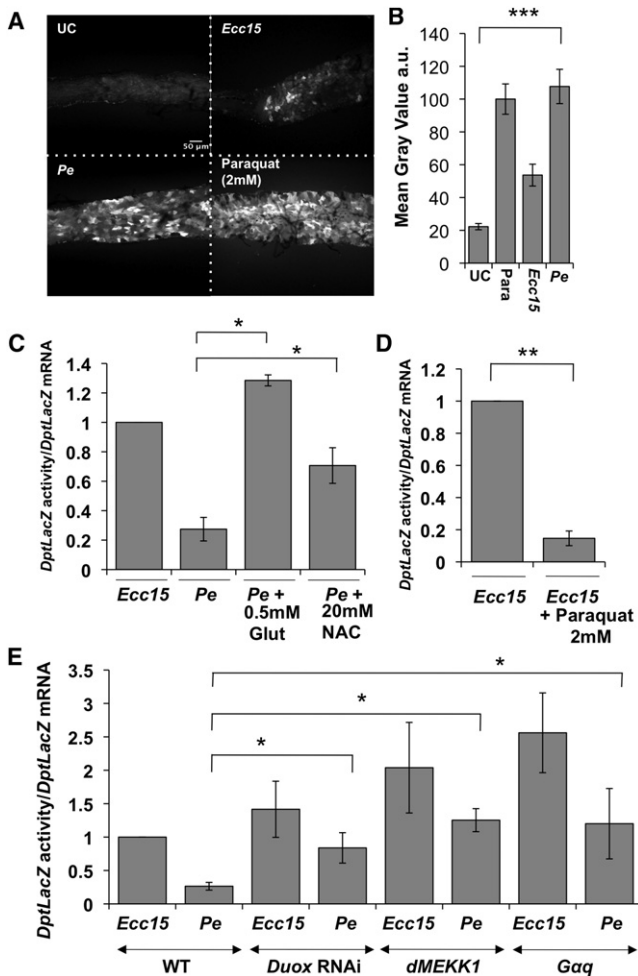 A
UC
Ecc15
50 µm
Pe
Paraquat
(2mM)
B
***
Mean Gray Value a.u.
140
120
100
80
60
40
20
0
UC
Para
Ecc15
Pe
C
*
*
DptLacZ activity/DptLacZ mRNA
1.4
1.2
1
0.8
0.6
0.4
0.2
0
Ecc15
Pe
Pe +
0.5mM
Glut
Pe +
20mM
NAC
D
**
DptLacZ activity/DptLacZ mRNA
1.2
1
0.8
0.6
0.4
0.2
0
Ecc15
Ecc15
+ Paraquat
2mM
E
*
*
*
DptLacZ activity/DptLacZ mRNA
3.5
3
2.5
2
1.5
1
0.5
0
Ecc15 Pe Ecc15 Pe Ecc15 Pe Ecc15 Pe
WT Duox RNAi dMEKK1 Gαq